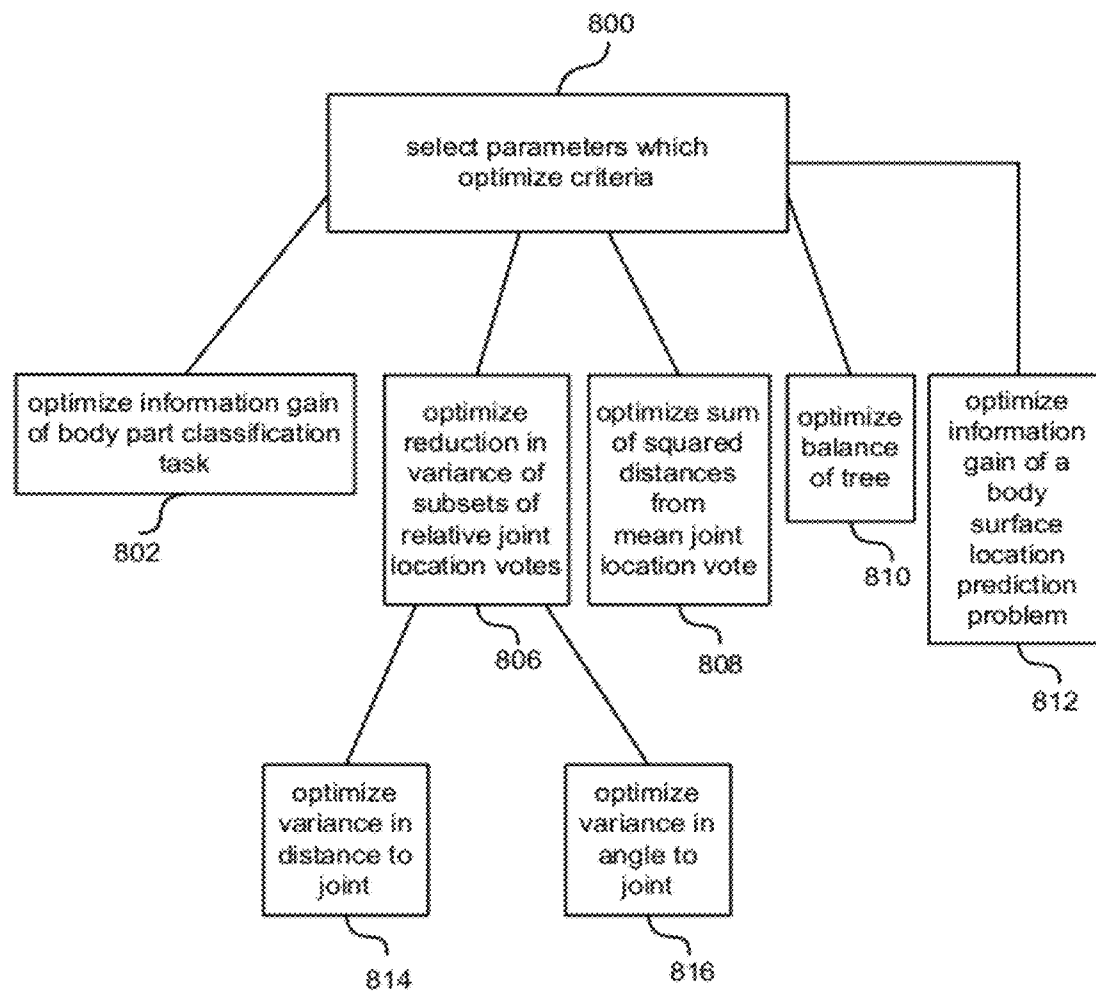 800
select parameters which
optimize criteria
optimize information gain
of body part classification
task
802
optimize
reduction in
variance of
subsets of
relative joint
location votes
806
optimize sum
of squared
distances
from
mean joint
location vote
808
optimize
balance
of tree
810
optimize
information
gain of a
body
surface
location
prediction
problem
812
optimize
variance in
distance to
joint
814
optimize
variance in
angle to
joint
816